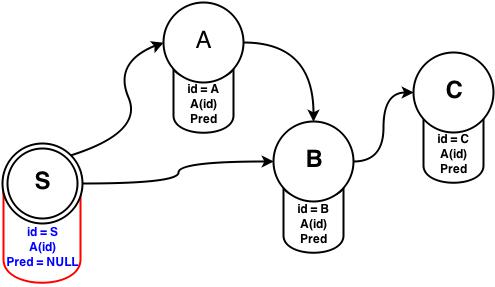 A
id = A
A(id)
Pred
C
id = C
A(id)
Pred
B
id = B
A(id)
Pred
S
id = S
A(id)
Pred = NULL